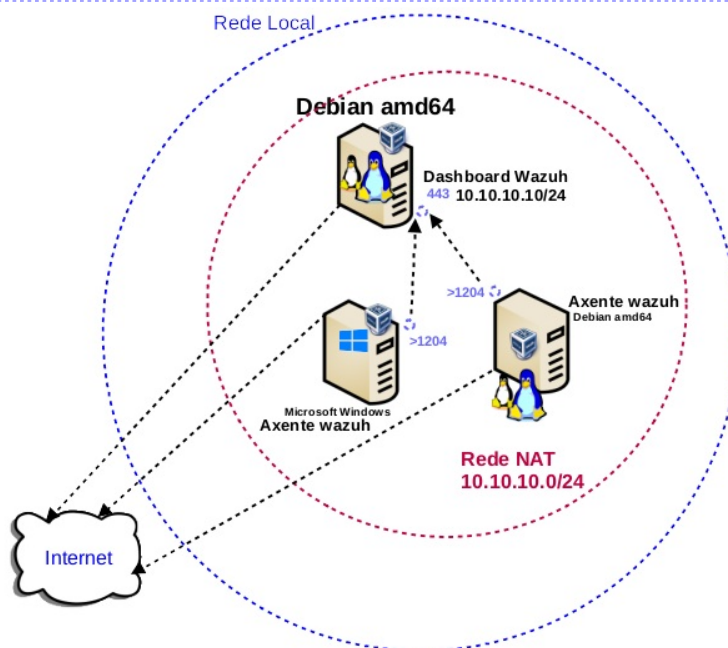 Rede Local
Debian amd64
Dashboard Wazuh
443 10.10.10.10/24
>1204
Axente wazuh
Debian amd64
>1204
Microsoft Windows
Axente wazuh
Rede NAT
10.10.10.0/24
Internet